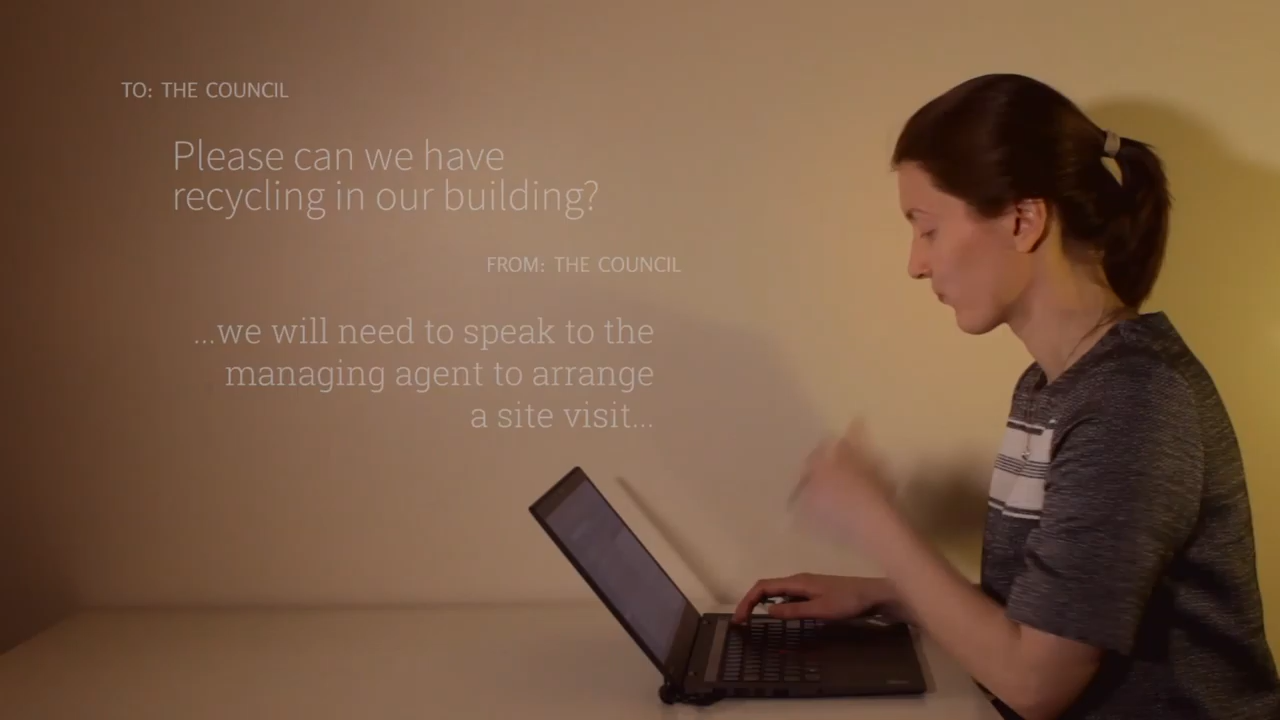 TO: THE COUNCIL
Please can we have
recycling in our building?
FROM: THE COUNCIL
...we will need to speak to the
managing agent to arrange
a site visit...